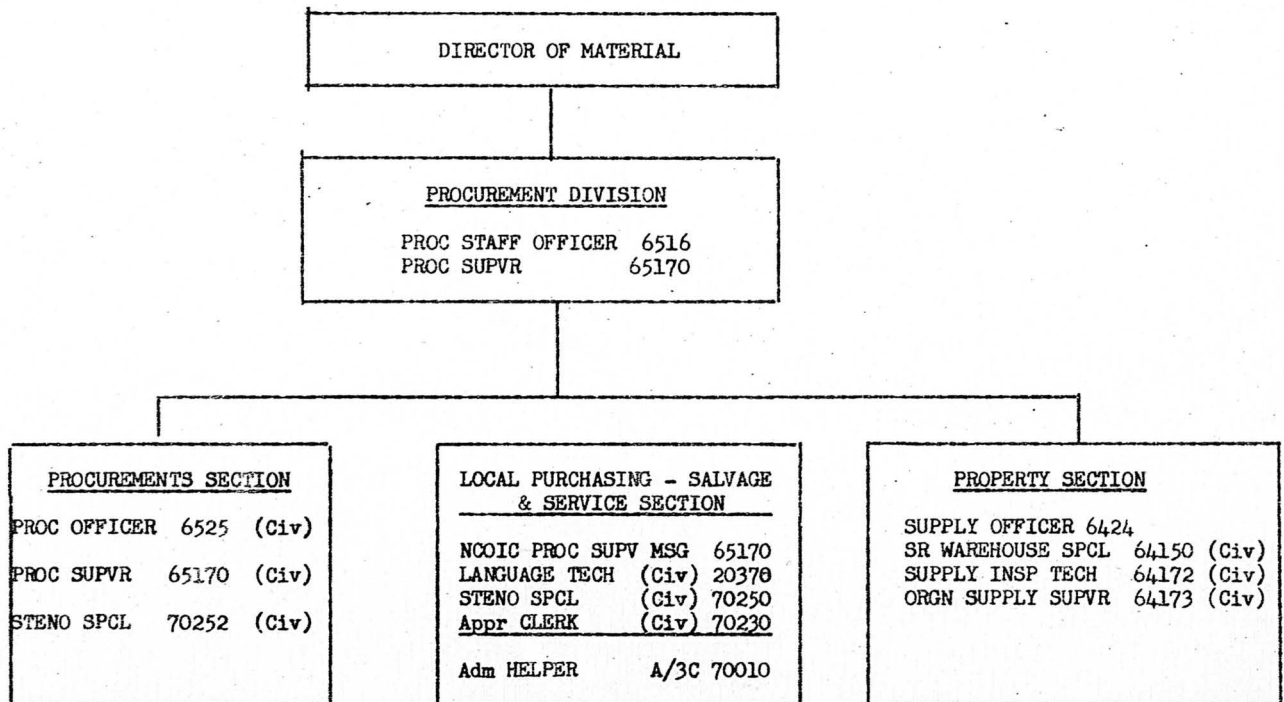 DIRECTOR OF MATERIAL
PROCUREMENT DIVISION
PROC STAFF OFFICER 6516
PROC SUPVR 65170
PROCUREMENTS SECTION
PROC OFFICER 6525 (Civ)
PROC SUPVR 65170 (Civ)
STENO SPCL 70252 (Civ)
LOCAL PURCHASING - SALVAGE
& SERVICE SECTION
NCOIC PROC SUPV MSG 65170
LANGUAGE TECH (Civ) 20370
STENO SPCL (Civ) 70250
Appr CLERK (Civ) 70230
Adm HELPER A/3C 70010
PROPERTY SECTION
SUPPLY OFFICER 6424
SR WAREHOUSE SPCL 64150 (Civ)
SUPPLY INSP TECH 64172 (Civ)
ORGN SUPPLY SUPVR 64173 (Civ)